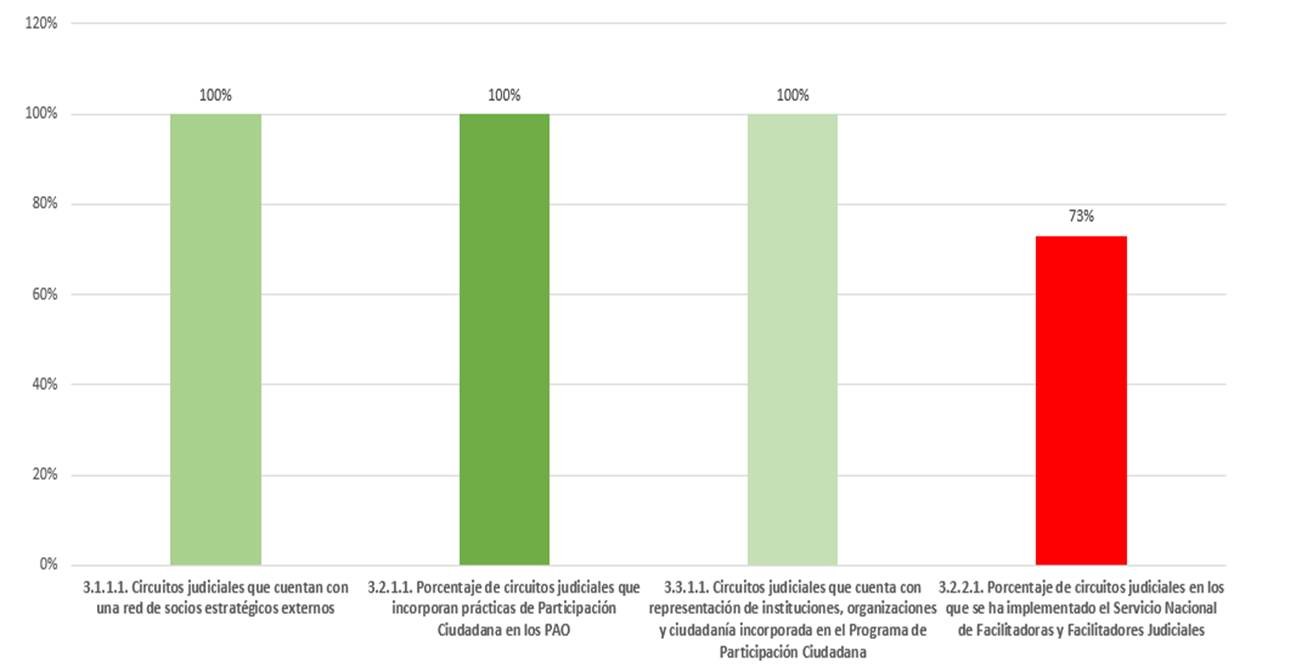 120%
100%
80%
60%
40%
20%
0%
100%
100%
100%
73%
3.1.1.1. Circuitos judiciales que cuentan con
una red de socios estratégicos externos
3.2.1.1. Porcentaje de circuitos judiciales que
incorporan prácticas de Participación
Ciudadana en los PAO
3.3.1.1. Circuitos judiciales que cuenta con
representación de instituciones, organizaciones
y ciudadanía incorporada en el Programa de
Participación Ciudadana
3.2.2.1. Porcentaje de circuitos judiciales en los
que se ha implementado el Servicio Nacional
de Facilitadoras y Facilitadores Judiciales